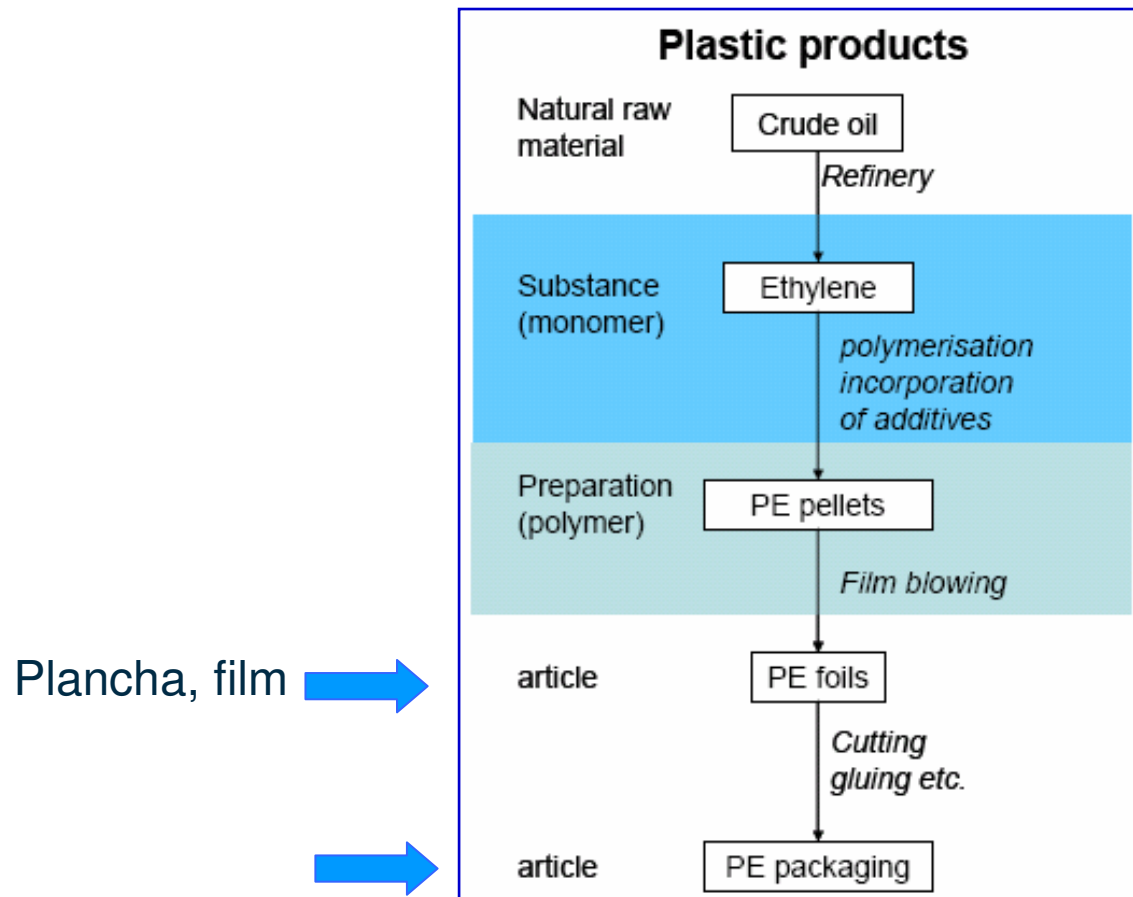 Plastic products
Natural raw
material
Crude oil
Refinery
Substance
(monomer)
Ethylene
polymerisation
incorporation
of additives
Preparation
(polymer)
PE pellets
Film blowing
Plancha, film
article
PE foils
Cutting
gluing etc.
article
PE packaging